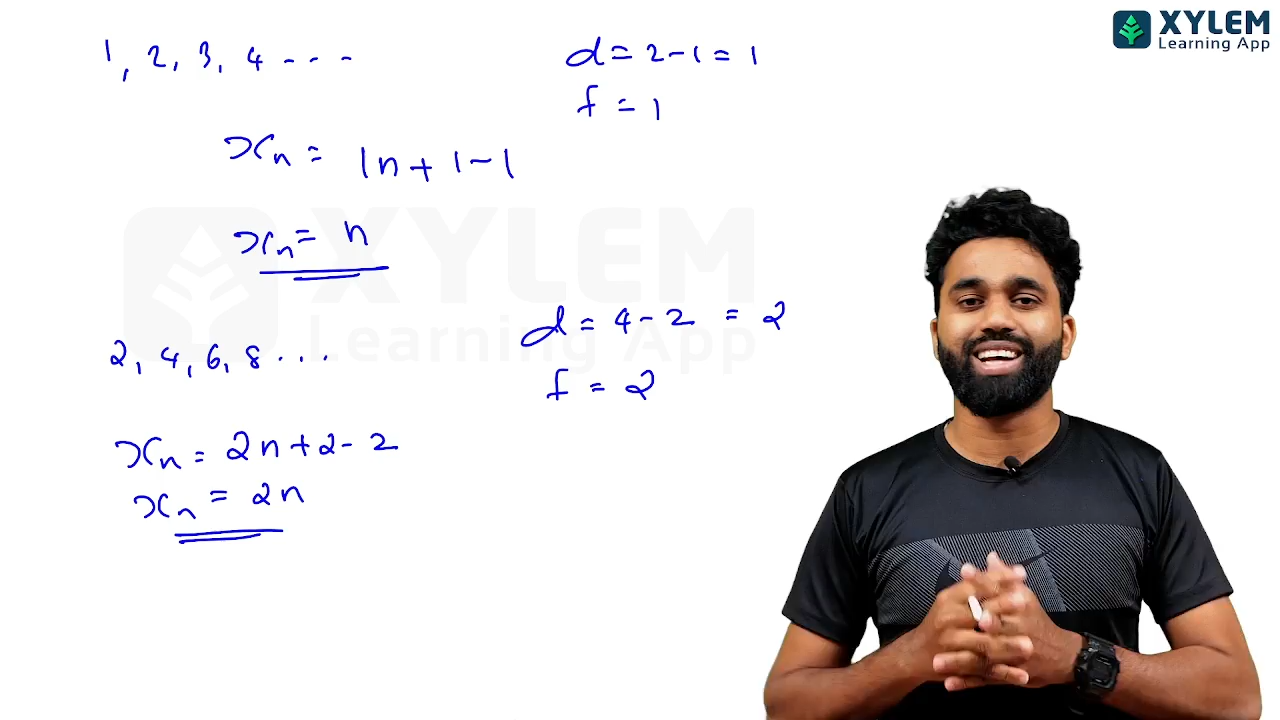 XYLEM
Learning App
1, 2, 3, 4 - - -
d = 2-1 = 1
f = 1
xn = 1n + 1-1
xn = n
XYLEM
Learning App
2, 4, 6, 8 ...
d = 4-2 = 2
f = 2
xn = 2n+2-2
xn = 2n